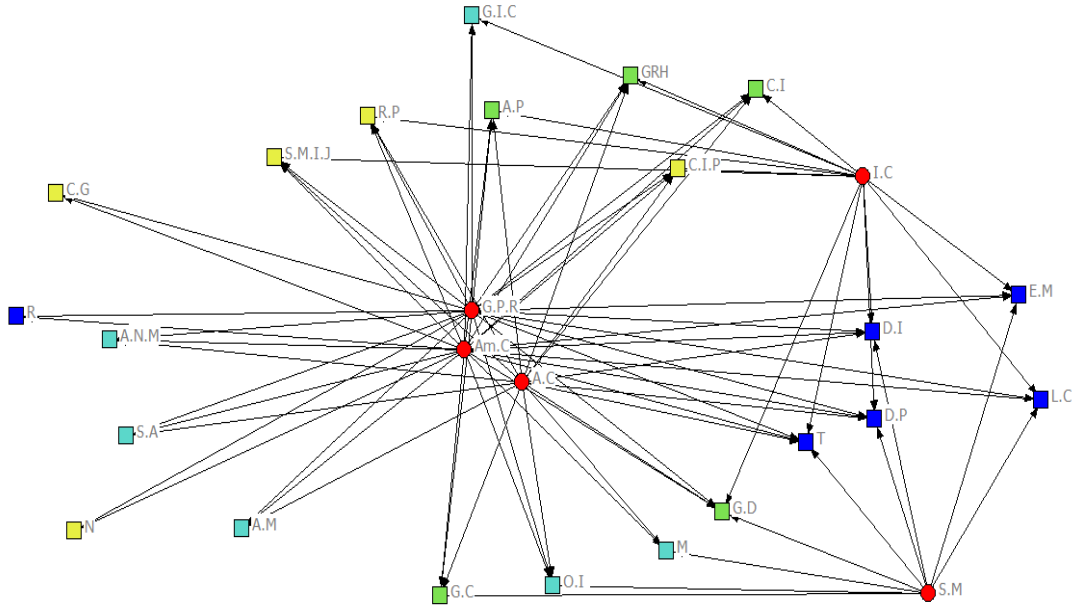 G.I.C
GRH
C.I
R.P
A.P
S.M.I.J
C.I.P
I.C
C.G
E.M
G.P.R
R
A.N.M
D.I
Am.C
A.C
L.C
D.P
S.A
T
G.D
N
A.M
M
G.C
O.I
S.M